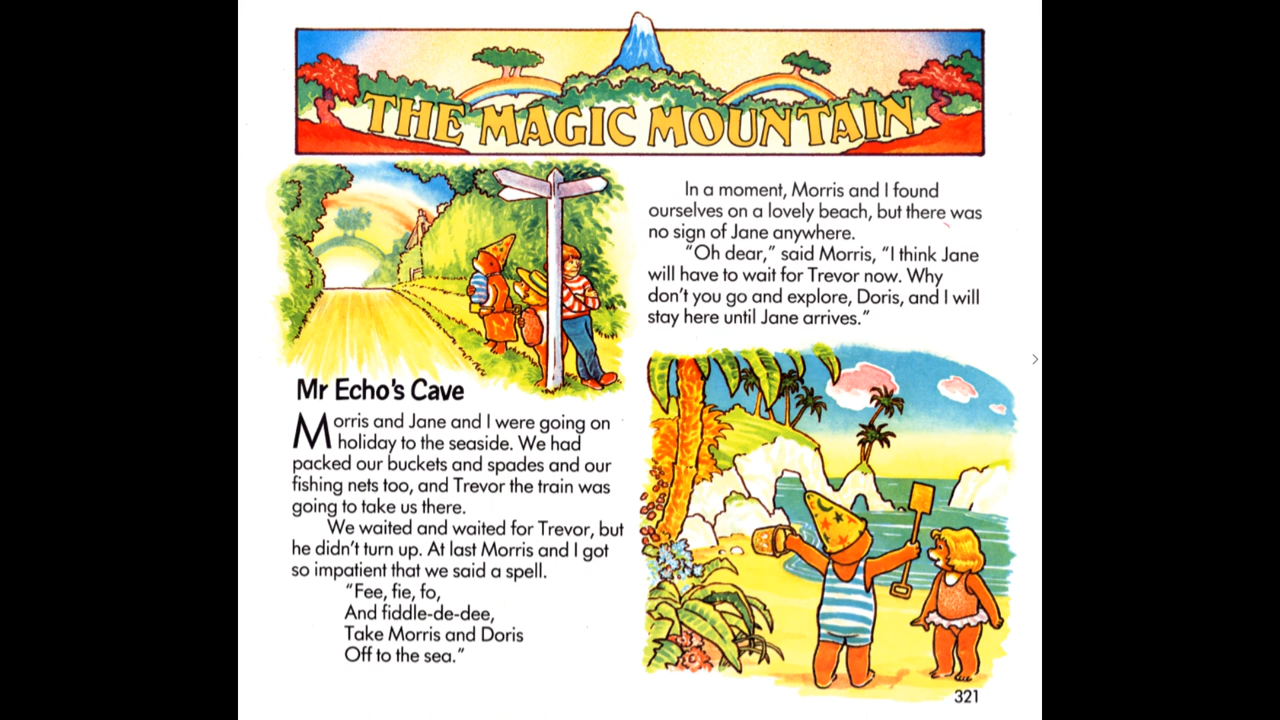 THE MAGIC MOUNTAIN
Mr Echo's Cave
Morris and Jane and I were going on
holiday to the seaside. We had
packed our buckets and spades and our
fishing nets too, and Trevor the train was
going to take us there.
We waited and waited for Trevor, but
he didn't turn up. At last Morris and I got
so impatient that we said a spell.
"Fee, fie, fo,
And fiddle-de-dee,
Take Morris and Doris
Off to the sea."
In a moment, Morris and I found
ourselves on a lovely beach, but there was
no sign of Jane anywhere.
"Oh dear," said Morris, "I think Jane
will have to wait for Trevor now. Why
don't you go and explore, Doris, and I will
stay here until Jane arrives."
321